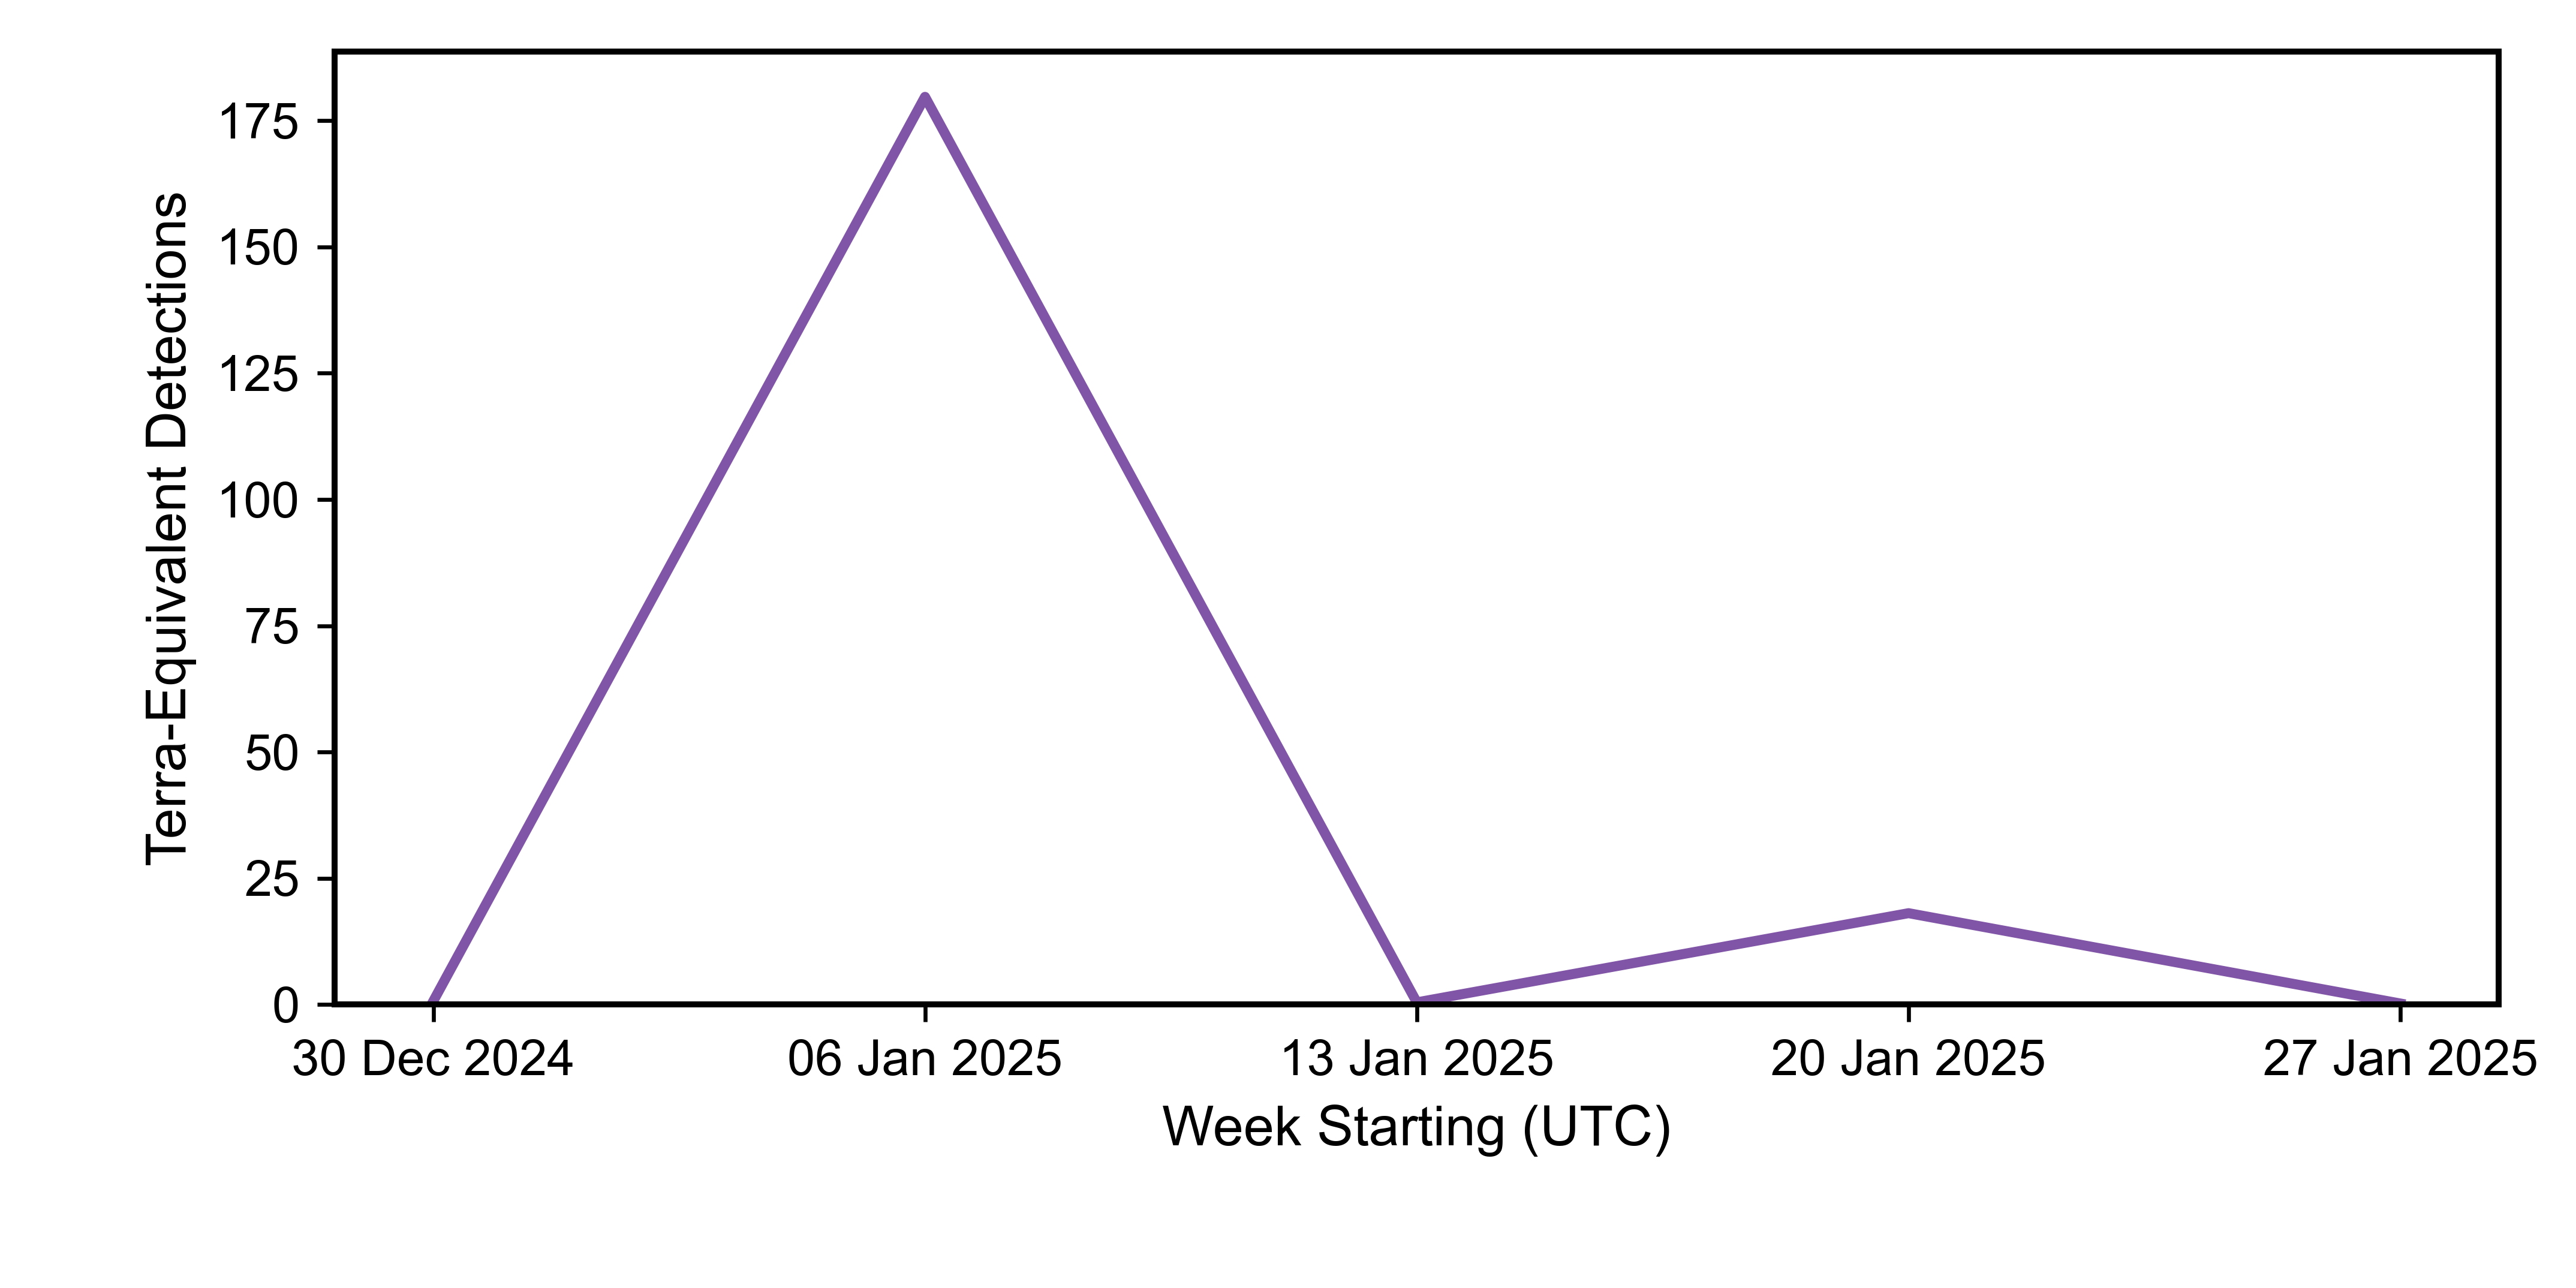 Terra-Equivalent Detections
175
150
125
100
75
50
25
0
30 Dec 2024
06 Jan 2025
13 Jan 2025
20 Jan 2025
27 Jan 2025
Week Starting (UTC)